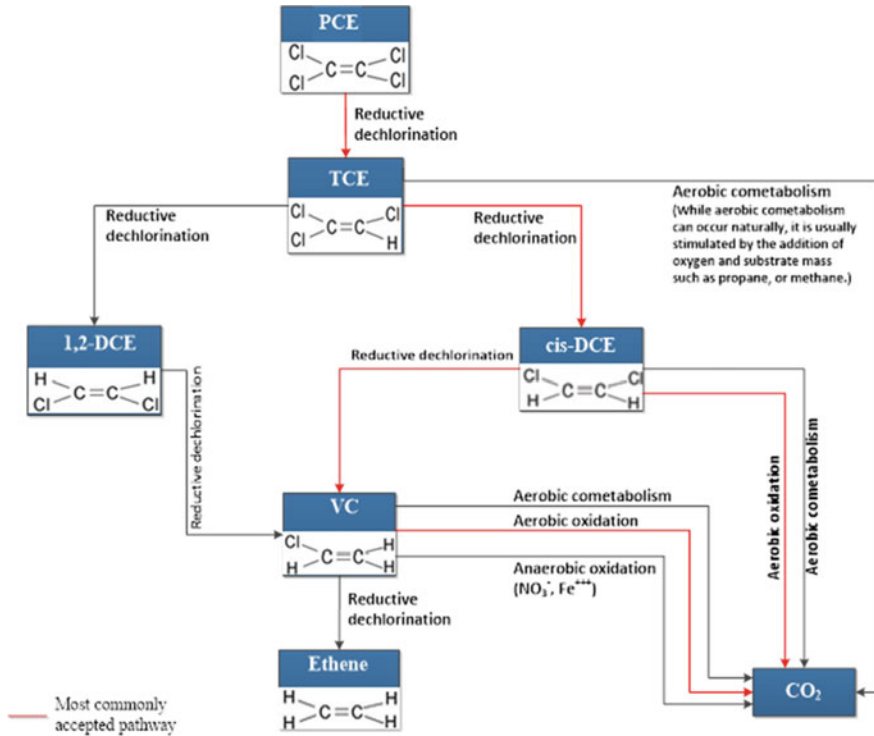 PCE
Cl Cl
C=C
Cl Cl
Reductive
dechlorination
TCE
Cl Cl
C=C
Cl H
Reductive
dechlorination
Reductive
dechlorination
Aerobic cometabolism
(While aerobic cometabolism
can occur naturally, it is usually
stimulated by the addition of
oxygen and substrate mass
such as propane, or methane.)
1,2-DCE
H H
C=C
Cl Cl
Reductive dechlorination
cis-DCE
Cl Cl
C=C
H H
Reductive dechlorination
Aerobic oxidation
Aerobic cometabolism
VC
Cl H
C=C
H H
Aerobic cometabolism
Aerobic oxidation
Anaerobic oxidation
(NO₃⁻, Fe⁺⁺⁺)
Reductive
dechlorination
Ethene
H H
C=C
H H
CO₂
Most commonly
accepted pathway